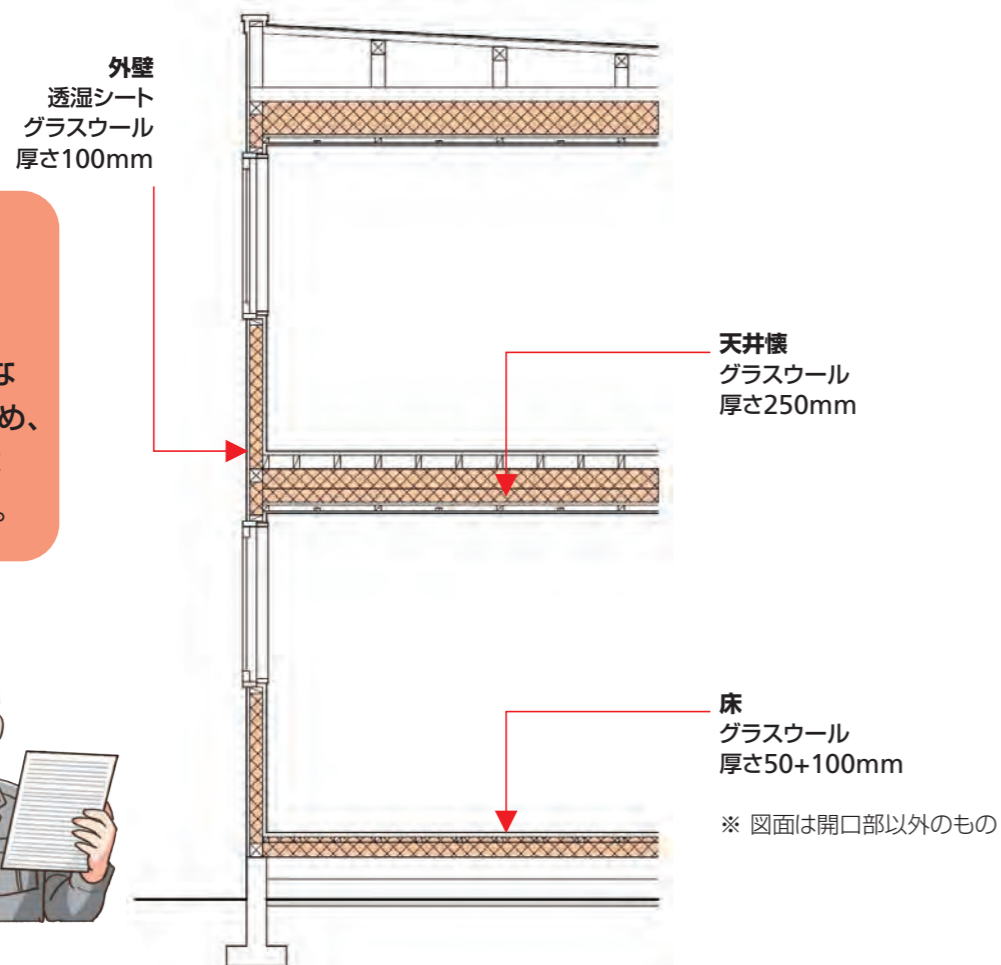 外壁
透湿シート
グラスウール
厚さ100mm
め、
。
天井懐
グラスウール
厚さ250mm
床
グラスウール
厚さ50+100mm
※ 図面は開口部以外のもの